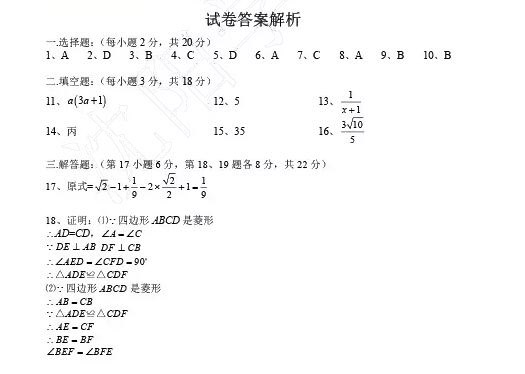 试卷答案解析
一.选择题:(每小题2分,共20分)
1、A 2、D 3、B 4、C 5、D 6、A 7、C 8、A 9、B 10、B
二.填空题:(每小题3分,共18分)
11、a(3a+1) 12、5 13、1/(x+1)
14、丙 15、35 16、3√10/5
三.解答题:(第17小题6分,第18、19题各8分,共22分)
17、原式=√2-1+1/9-2×√2/2+1=1/9
18、证明:⑴∵四边形ABCD是菱形
∴AD=CD,∠A=∠C
∵DE⊥AB DF⊥CB
∴∠AED=∠CFD=90°
∴△ADE≌△CDF
⑵∵四边形ABCD是菱形
∴AB=CB
∵△ADE≌△CDF
∴AE=CF
∴BE=BF
∠BEF=∠BFE